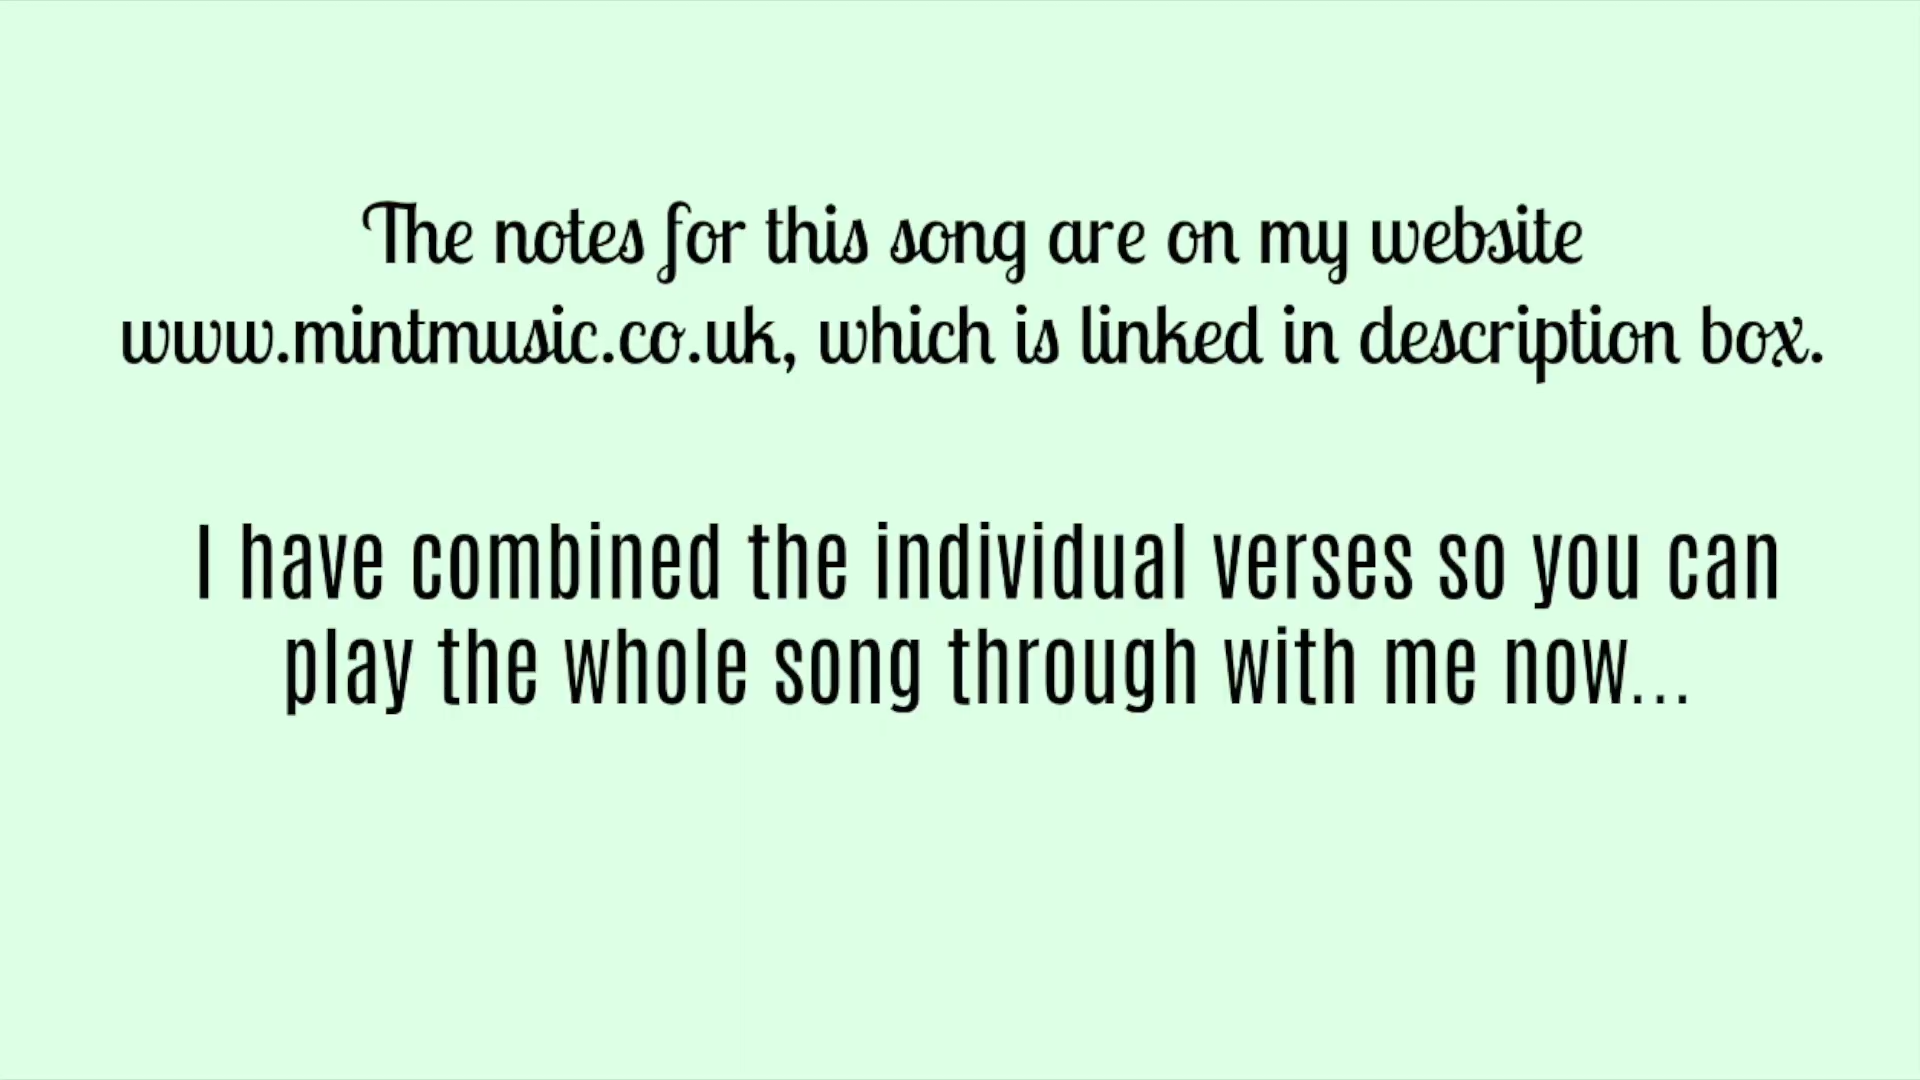 The notes for this song are on my website
www.mintmusic.co.uk, which is linked in description box.
I have combined the individual verses so you can
play the whole song through with me now...